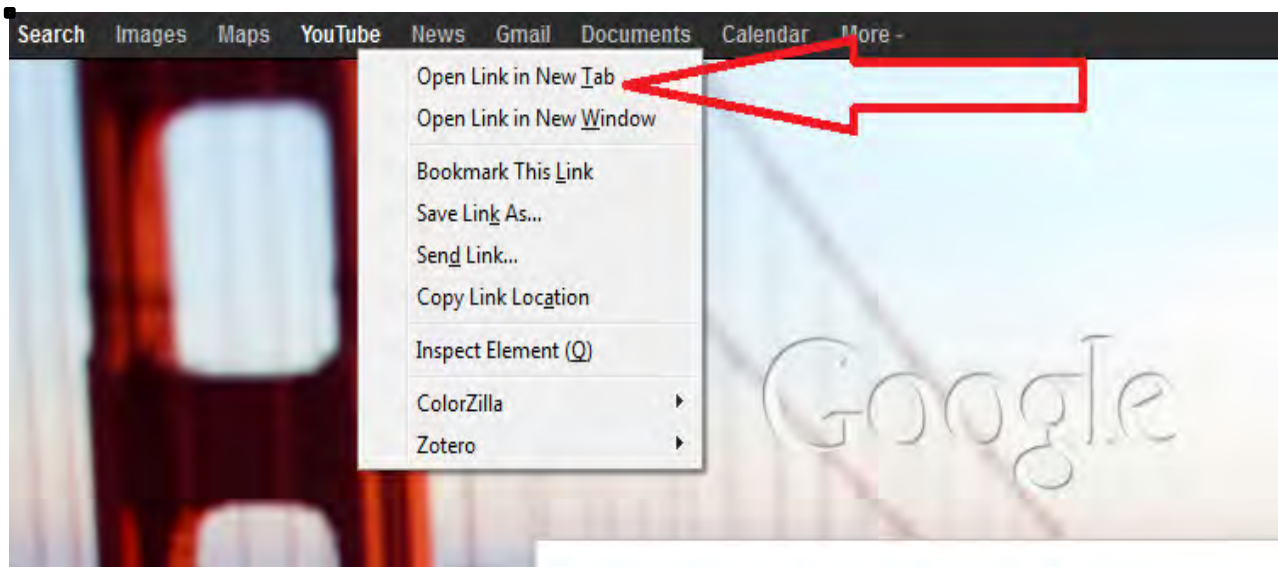 Search Images Maps YouTube News Gmail Documents Calendar More -
Open Link in New Tab
Open Link in New Window
Bookmark This Link
Save Link As...
Send Link...
Copy Link Location
Inspect Element (Q)
ColorZilla
Zotero
Google